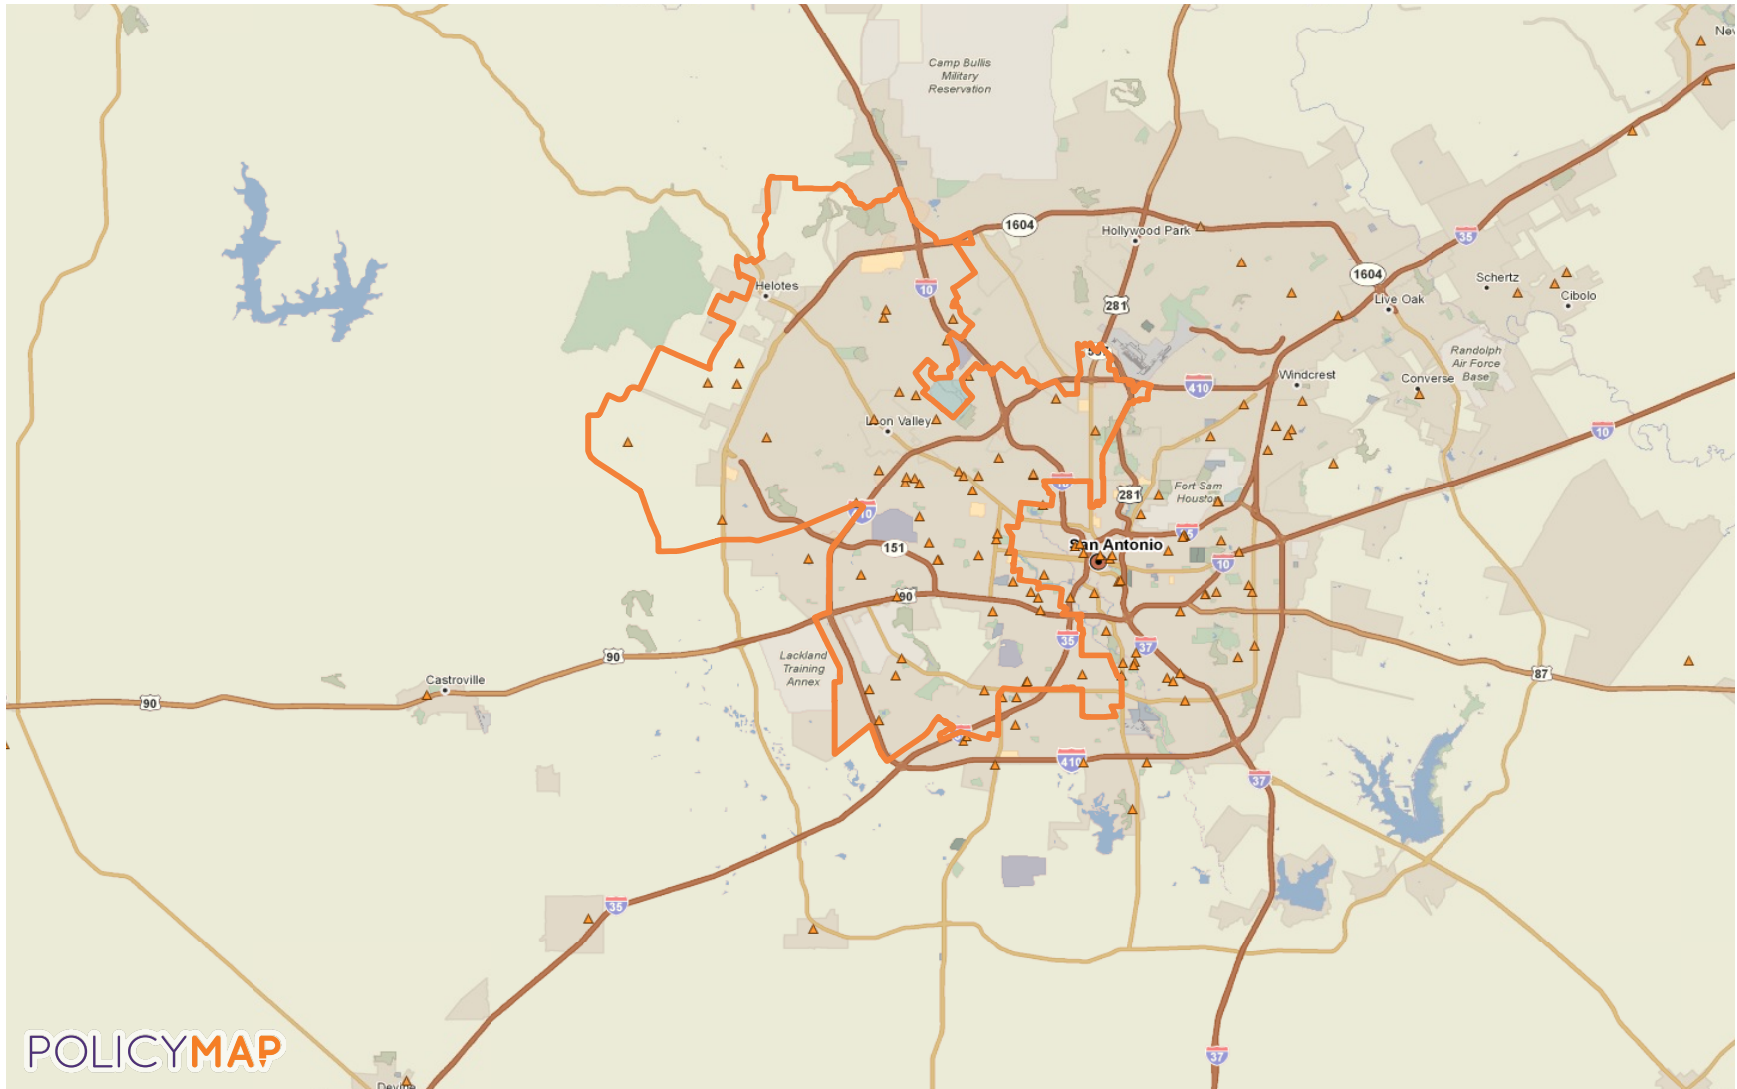 Camp Bullis
Military
Reservation
1604
Hollywood Park
35
1604
Schertz
Cibolo
Live Oak
Helotes
10
281
Randolph
Air Force
Base
Windcrest
Converse
410
Leon Valley
10
281
Fort Sam
Houston
151
San Antonio
10
90
35
37
Lackland
Training
Annex
90
87
Castroville
90
410
37
35
37
Devine
POLICYMAP